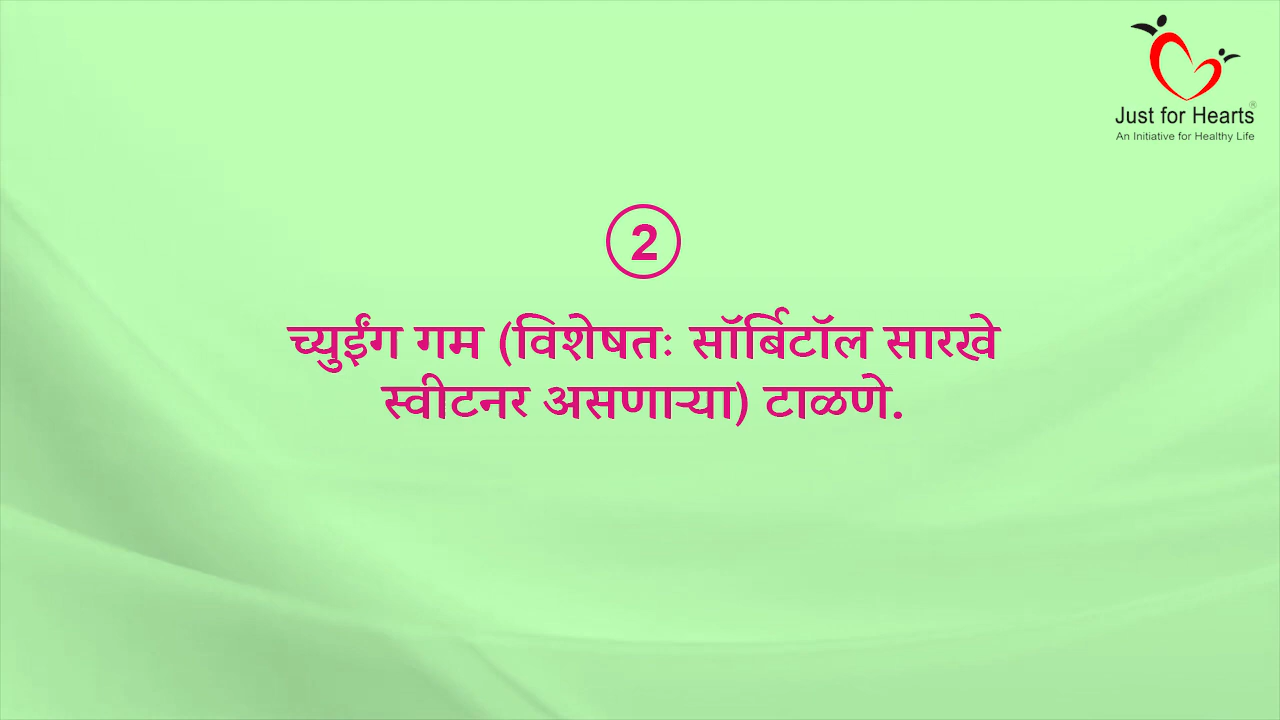 Just for Hearts®
An Initiative for Healthy Life
2
च्युईंग गम (विशेषतः सॉर्बिटॉल सारखे
स्वीटनर असणाऱ्या) टाळणे.